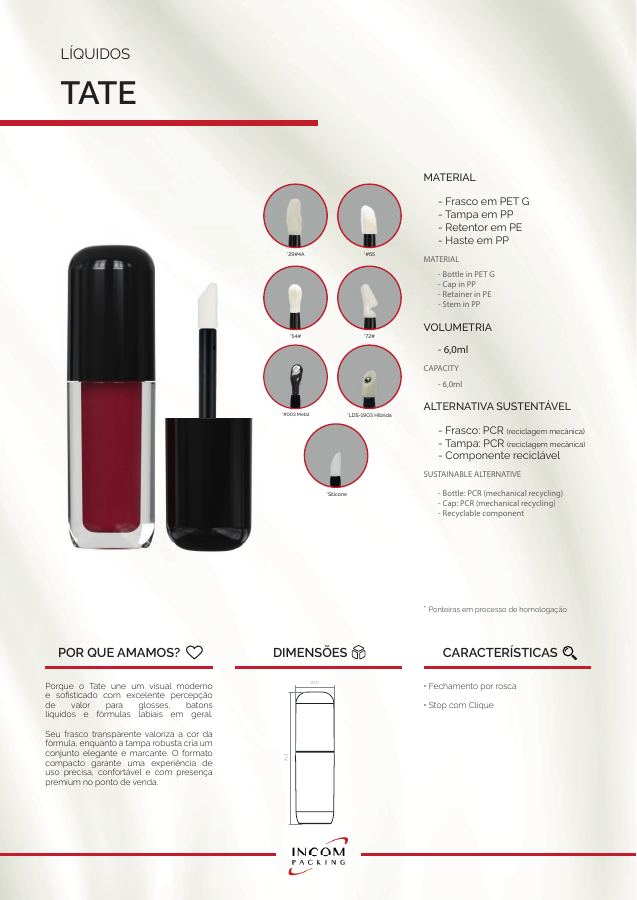 LÍQUIDOS
TATE
*29#4A
*#65
*54#
*72#
*#003 Metal
*LDS-1903 Híbrida
*Silicone
MATERIAL
- Frasco em PET G
- Tampa em PP
- Retentor em PE
- Haste em PP
MATERIAL
- Bottle in PET G
- Cap in PP
- Retainer in PE
- Stem in PP
VOLUMETRIA
- 6,0ml
CAPACITY
- 6,0ml
ALTERNATIVA SUSTENTÁVEL
- Frasco: PCR (reciclagem mecânica)
- Tampa: PCR (reciclagem mecânica)
- Componente reciclável
SUSTAINABLE ALTERNATIVE
- Bottle: PCR (mechanical recycling)
- Cap: PCR (mechanical recycling)
- Recyclable component
* Ponteiras em processo de homologação
POR QUE AMAMOS?
Porque o Tate une um visual moderno
e sofisticado com excelente percepção
de valor para glosses, batons
líquidos e fórmulas labiais em geral.
Seu frasco transparente valoriza a cor da
fórmula, enquanto a tampa robusta cria um
conjunto elegante e marcante. O formato
compacto garante uma experiência de
uso precisa, confortável e com presença
premium no ponto de venda.
DIMENSÕES
CARACTERÍSTICAS
• Fechamento por rosca
• Stop com Clique
INCOM
PACKING